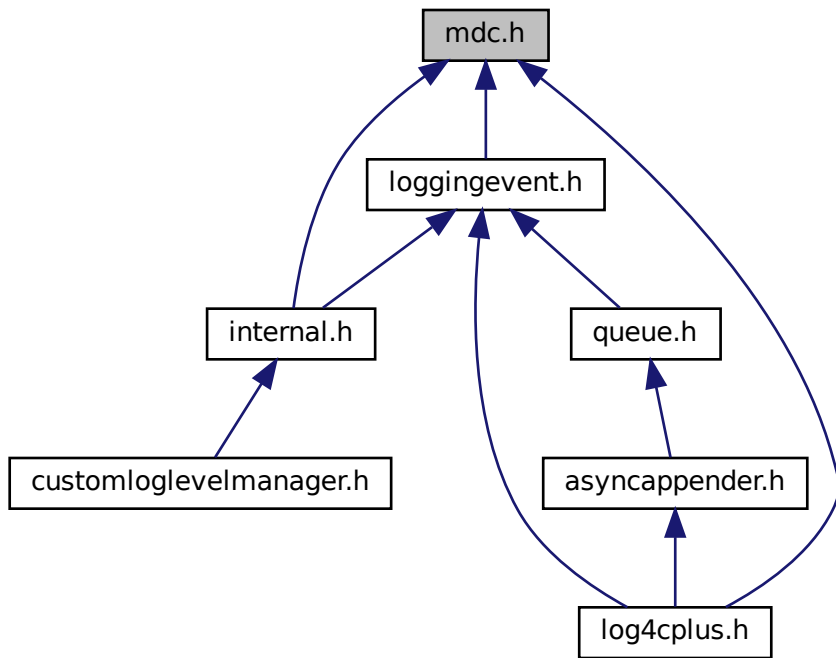 mdc.h
loggingevent.h
internal.h
queue.h
customloglevelmanager.h
asyncappender.h
log4cplus.h